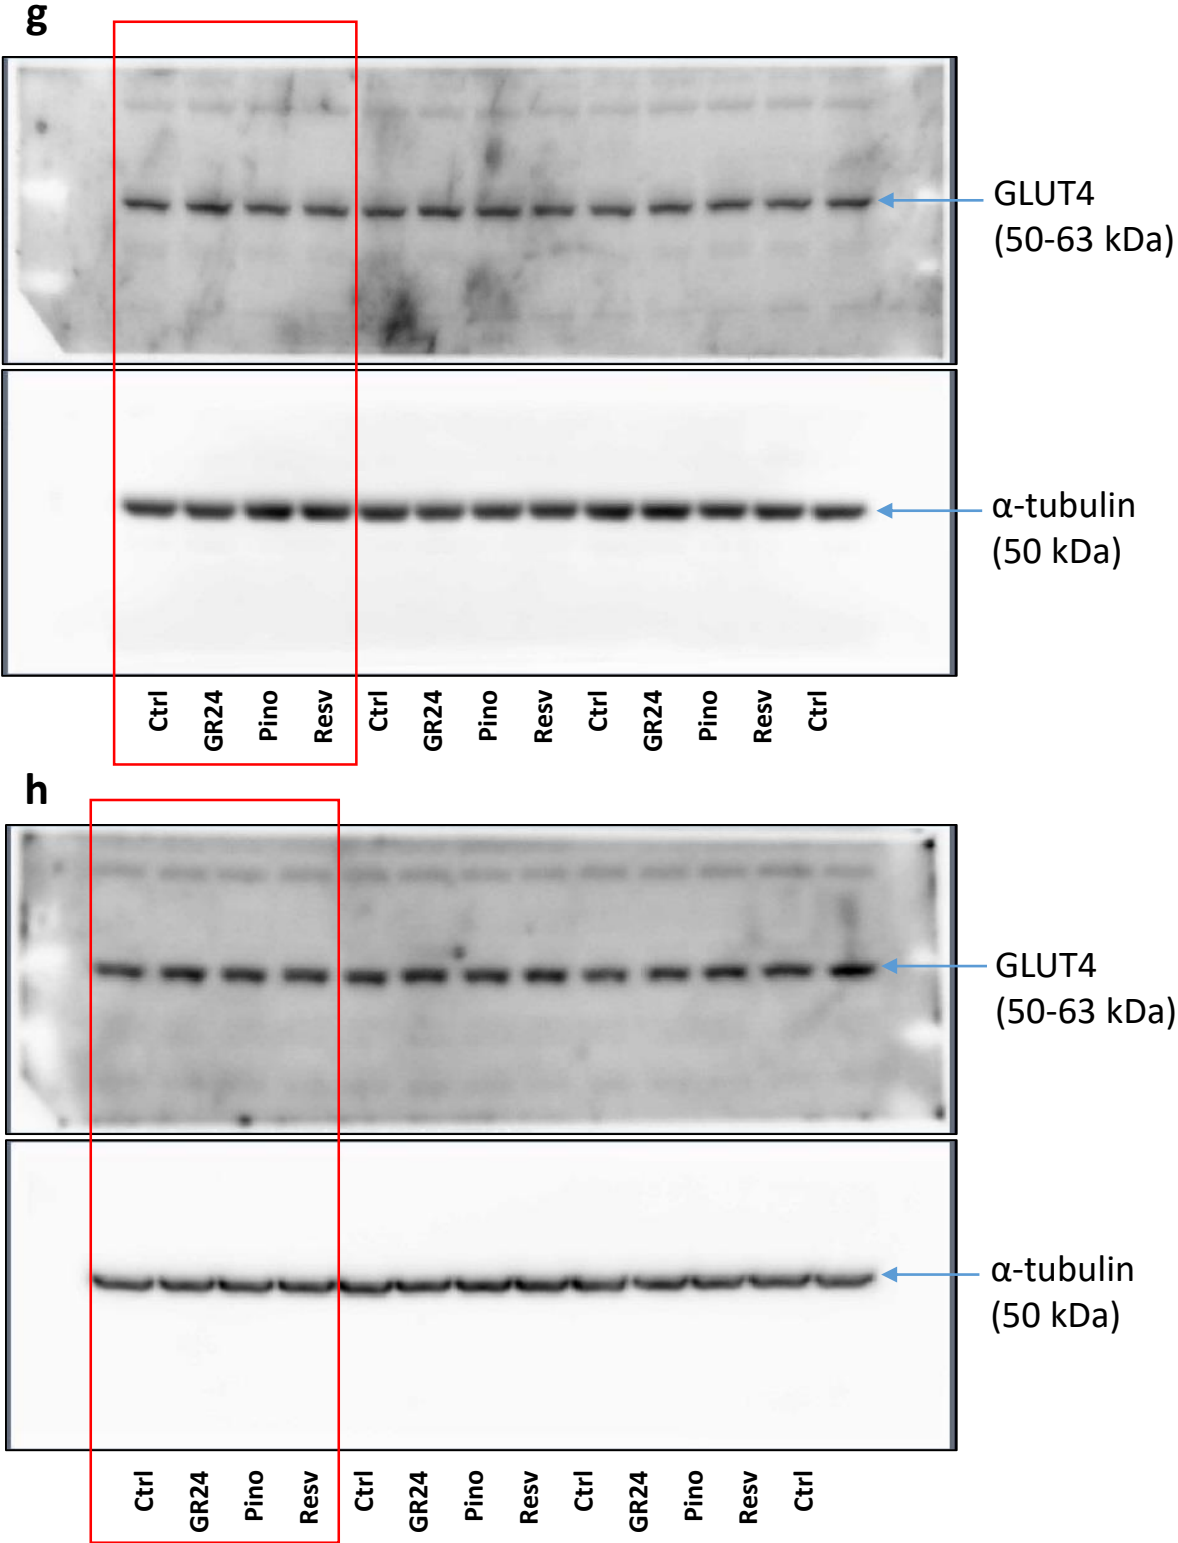 g
GLUT4
(50-63 kDa)
α-tubulin
(50 kDa)
Ctrl GR24 Pino Resv Ctrl GR24 Pino Resv Ctrl GR24 Pino Resv Ctrl
h
GLUT4
(50-63 kDa)
α-tubulin
(50 kDa)
Ctrl GR24 Pino Resv Ctrl GR24 Pino Resv Ctrl GR24 Pino Resv Ctrl